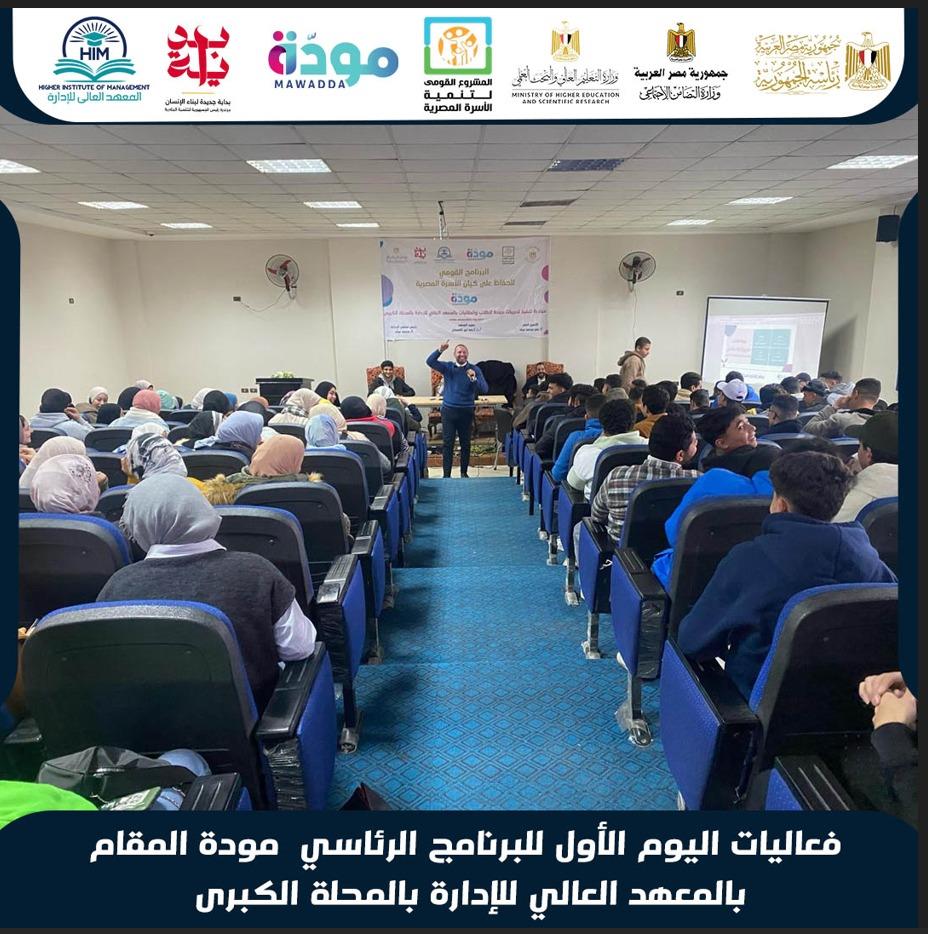 جمهورية مصر العربية
رئاسة الجمهورية
جمهورية مصر العربية
وزارة التضامن الاجتماعي
وزارة التعليم العالي والبحث العلمي
MINISTRY OF HIGHER EDUCATION
AND SCIENTIFIC RESEARCH
المشروع القومى
لتنمية
الأسرة المصرية
مودّة
MAWADDA
بداية
بداية جديدة لبناء الإنسان
HIM
HIGHER INSTITUTE OF MANAGEMENT
المعهد العالى للإدارة
مودة
البرنامج القومي
للحفاظ على كيان الأسرة المصرية
مودة
فعاليات اليوم الأول للبرنامج الرئاسي مودة المقام
بالمعهد العالي للإدارة بالمحلة الكبرى